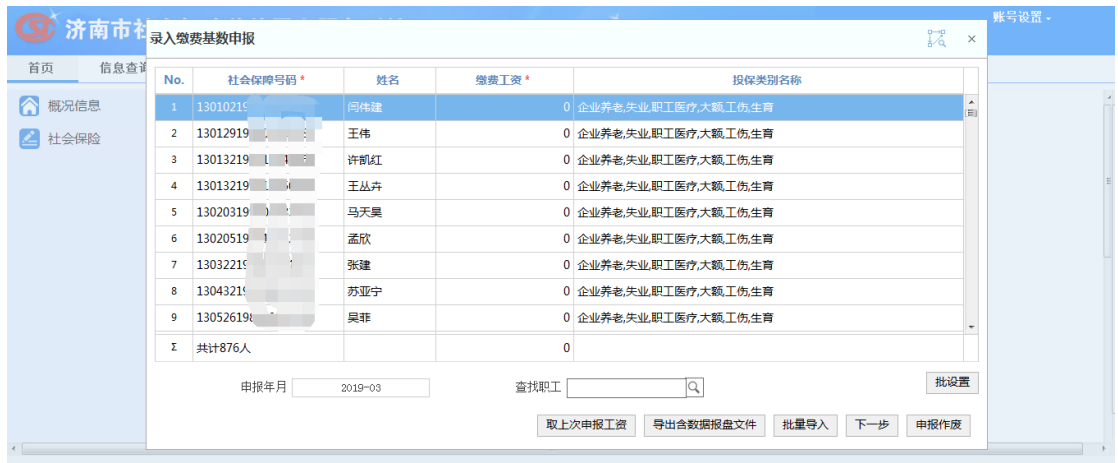 济南市社
账号设置
录入缴费基数申报
首页 信息查询
概况信息
社会保险
No. 社会保障号码 * 姓名 缴费工资 * 投保类别名称
1 13010219 闫伟建 0 企业养老,失业,职工医疗,大额,工伤,生育
2 13012919 王伟 0 企业养老,失业,职工医疗,大额,工伤,生育
3 13013219 许凯红 0 企业养老,失业,职工医疗,大额,工伤,生育
4 13013219 王丛卉 0 企业养老,失业,职工医疗,大额,工伤,生育
5 13020319 马天昊 0 企业养老,失业,职工医疗,大额,工伤,生育
6 13020519 孟欣 0 企业养老,失业,职工医疗,大额,工伤,生育
7 13032219 张建 0 企业养老,失业,职工医疗,大额,工伤,生育
8 1304321 苏亚宁 0 企业养老,失业,职工医疗,大额,工伤,生育
9 13052619 吴菲 0 企业养老,失业,职工医疗,大额,工伤,生育
Σ 共计876人 0
申报年月 2019-03 查找职工 批设置
取上次申报工资 导出含数据报盘文件 批量导入 下一步 申报作废